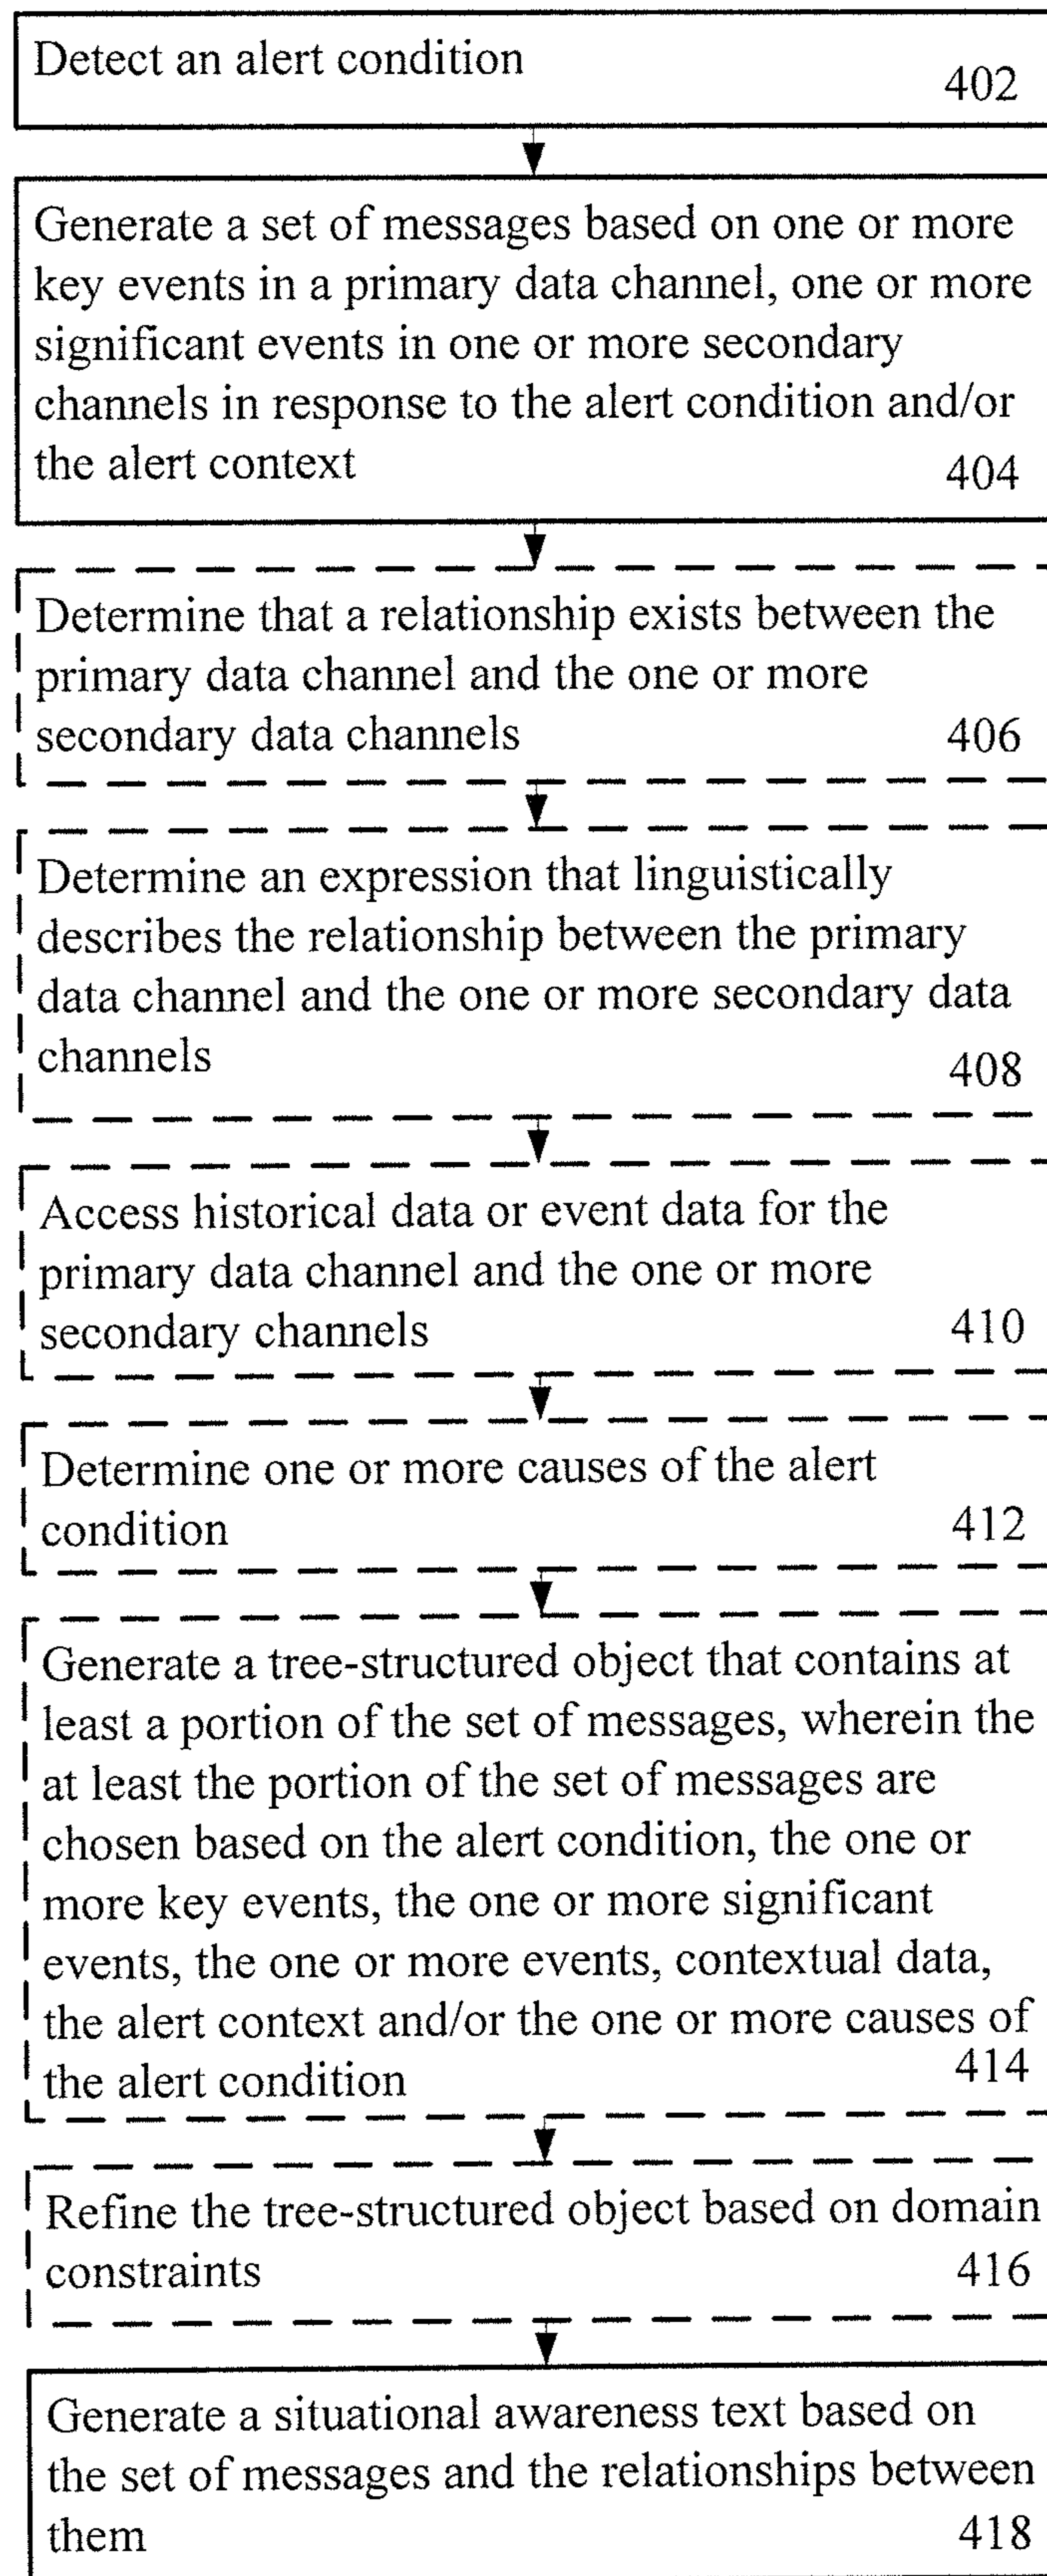 Detect an alert condition
402
Generate a set of messages based on one or more
key events in a primary data channel, one or more
significant events in one or more secondary
channels in response to the alert condition and/or
the alert context
404
Determine that a relationship exists between the
primary data channel and the one or more
secondary data channels
406
Determine an expression that linguistically
describes the relationship between the primary
data channel and the one or more secondary data
channels
408
Access historical data or event data for the
primary data channel and the one or more
secondary channels
410
Determine one or more causes of the alert
condition
412
Generate a tree-structured object that contains at
least a portion of the set of messages, wherein the
at least the portion of the set of messages are
chosen based on the alert condition, the one or
more key events, the one or more significant
events, the one or more events, contextual data,
the alert context and/or the one or more causes of
the alert condition
414
Refine the tree-structured object based on domain
constraints
416
Generate a situational awareness text based on
the set of messages and the relationships between
them
418